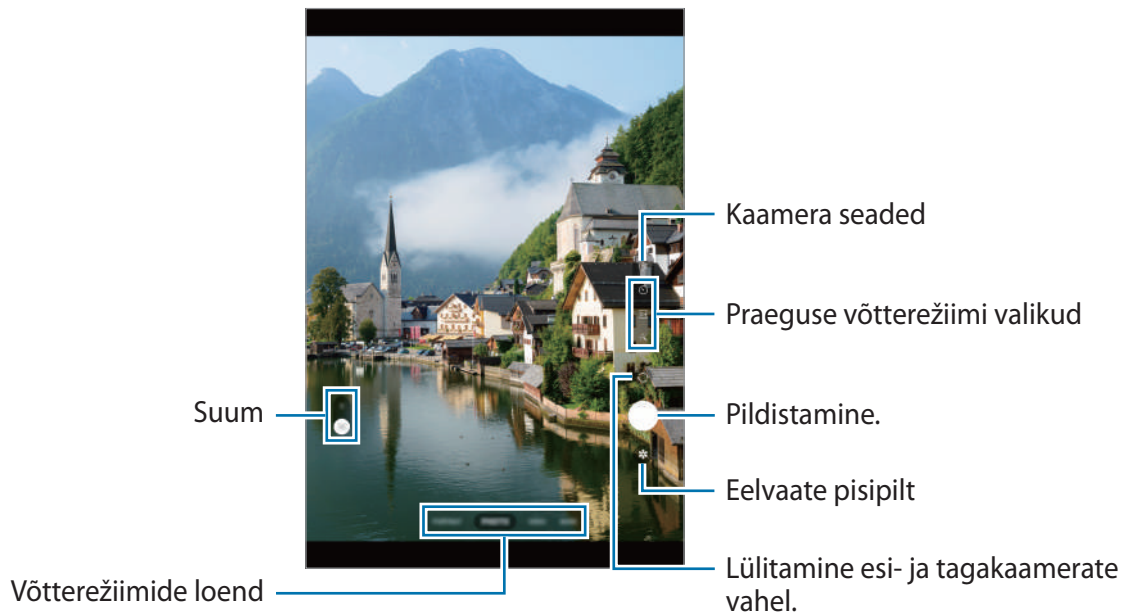 Kaamera seaded
Praeguse võtterežiimi valikud
Suum
Pildistamine.
Eelvaate pisipilt
Lülitamine esi- ja tagakaamerate
vahel.
Võtterežiimide loend